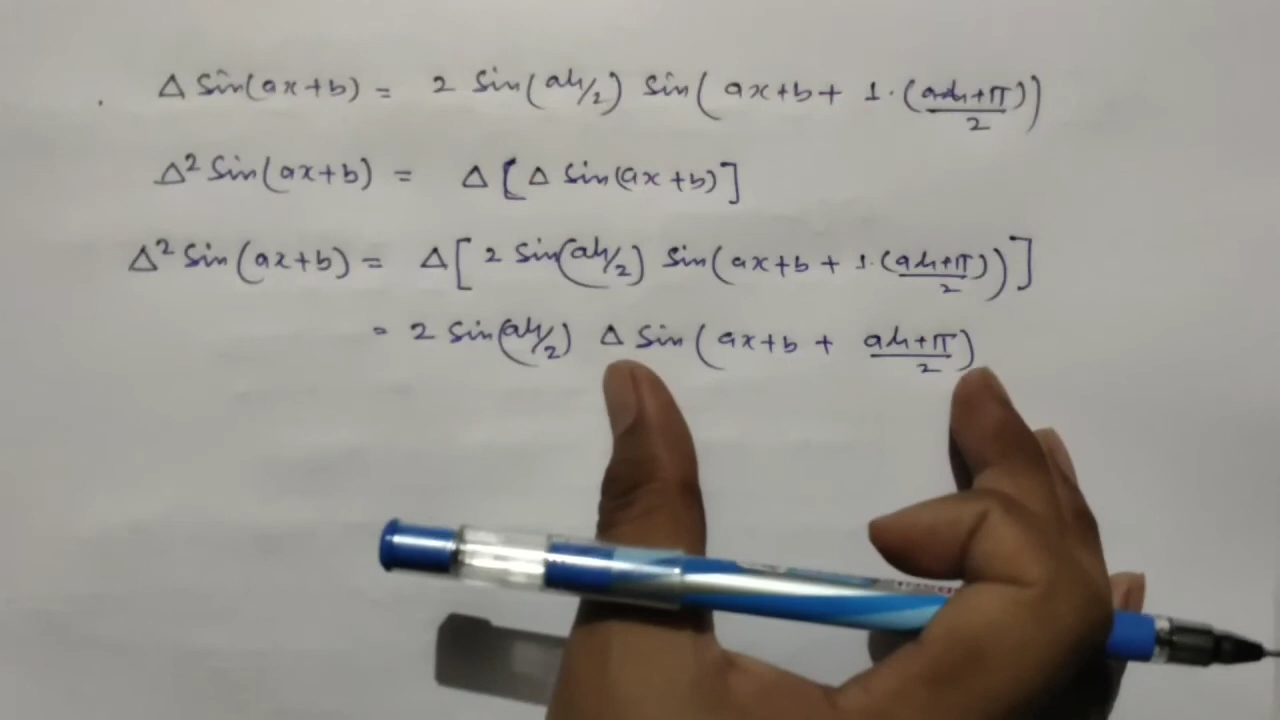 Δ Sin(ax+b) = 2 Sin(ah/2) Sin(ax+b+ 1·(ah+π)/2)
Δ² Sin(ax+b) = Δ[Δ Sin(ax+b)]
Δ² Sin(ax+b) = Δ[2 Sin(ah/2) Sin(ax+b + 1·(ah+π)/2)]
= 2 Sin(ah/2) Δ Sin(ax+b + (ah+π)/2)